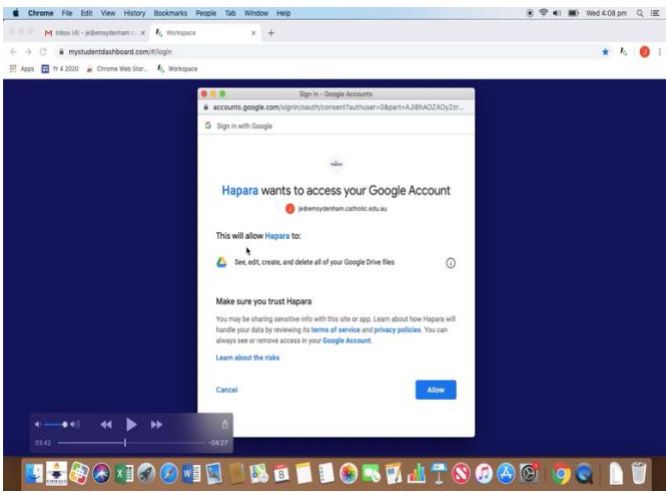 Chrome File Edit View History Bookmarks People Tab Window Help
Wed 4:08 pm
Workspace
mystudentdashboard.com/#/login
Apps Yr 4 2020 Chrome Web Stor... Workspace
Sign in - Google Accounts
accounts.google.com/signin/oauth/consent?authuser=0&part=AJi8hAOZAOy2zr...
Sign in with Google
Hapara wants to access your Google Account
je@emsydenham.catholic.edu.au
This will allow Hapara to:
See, edit, create, and delete all of your Google Drive files
Make sure you trust Hapara
You may be sharing sensitive info with this site or app. Learn about how Hapara will
handle your data by reviewing its terms of service and privacy policies. You can
always see or remove access in your Google Account.
Learn about the risks
Cancel Allow
03:42 -04:27